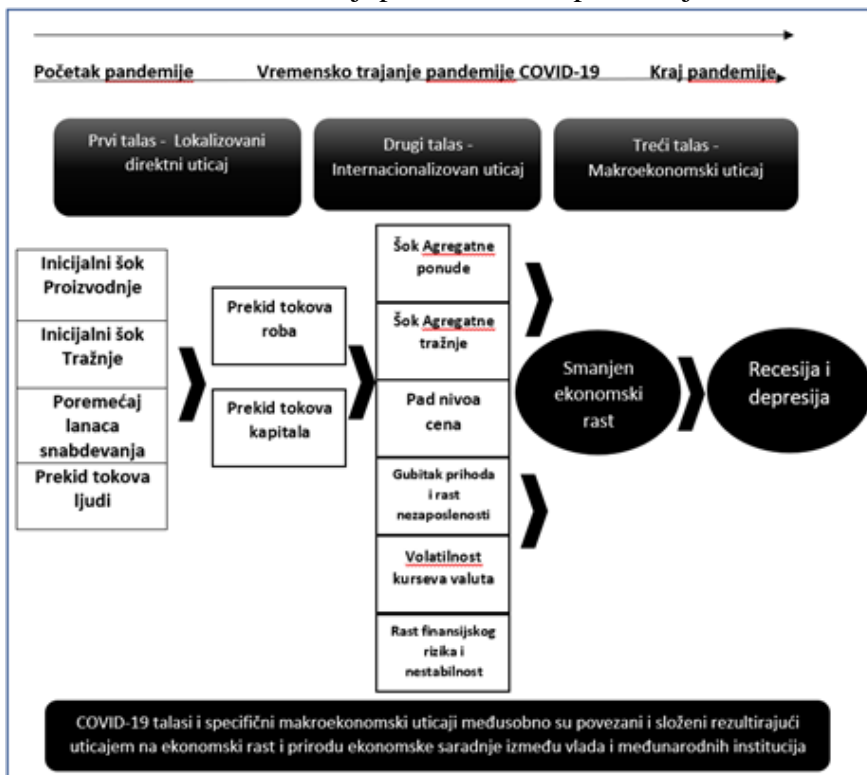 Početak pandemije
Vremensko trajanje pandemije COVID-19
Kraj pandemije
Prvi talas - Lokalizovani
direktni uticaj
Drugi talas -
Internacionalizovan uticaj
Treći talas -
Makroekonomski uticaj
Inicijalni šok
Proizvodnje
Inicijalni šok
Tražnje
Poremećaj
lanaca
snabdevanja
Prekid tokova
ljudi
Prekid tokova
roba
Prekid tokova
kapitala
Šok Agregatne
ponude
Šok Agregatne
tražnje
Pad nivoa
cena
Gubitak prihoda
i rast
nezaposlenosti
Volatilnost
kurseva valuta
Rast finansijskog
rizika i
nestabilnost
Smanjen
ekonomski
rast
Recesija i
depresija
COVID-19 talasi i specifični makroekonomski uticaji međusobno su povezani i složeni rezultirajući
uticajem na ekonomski rast i prirodu ekonomske saradnje između vlada i međunarodnih institucija